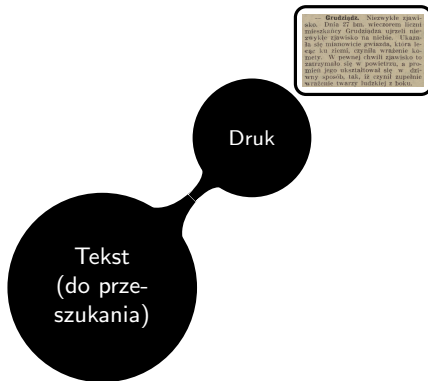 — Grudziądz. Niezwykłe zjawi-
sko. Dnia 27 bm. wieczorem liczni
mieszkańcy Grudziądza ujrzeli nie-
zwykłe zjawisko na niebie. Ukaza-
ła się mianowicie gwiazda, która le-
cąc ku ziemi, czyniła wrażenie ko-
mety. W pewnej chwili zjawisko to
zatrzymało się w powietrzu, a pro-
mień jego ukształtował się w dzi-
wny sposób, tak, iż czynił zupełnie
wrażenie twarzy ludzkiej z boku.
Druk
Tekst
(do prze-
szukania)